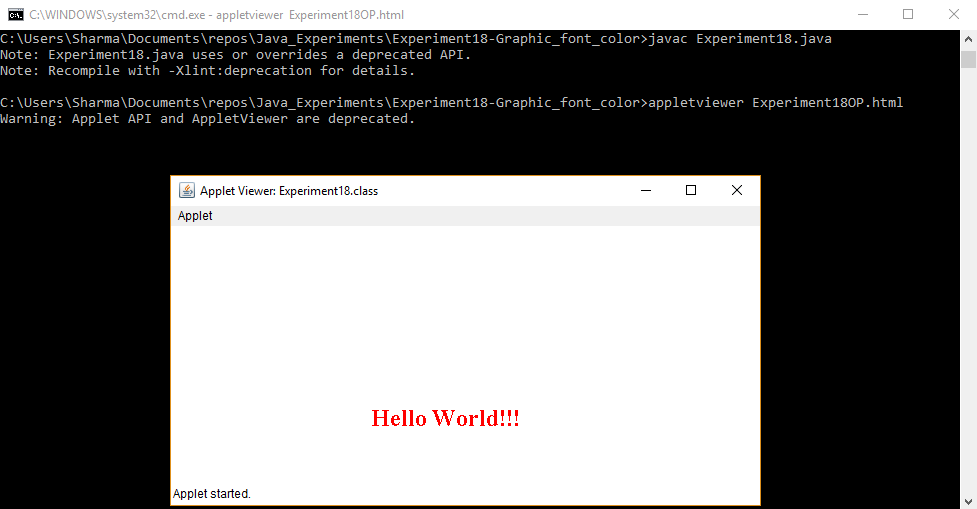 C:\WINDOWS\system32\cmd.exe - appletviewer Experiment18OP.html
C:\Users\Sharma\Documents\repos\Java_Experiments\Experiment18-Graphic_font_color>javac Experiment18.java
Note: Experiment18.java uses or overrides a deprecated API.
Note: Recompile with -Xlint:deprecation for details.
C:\Users\Sharma\Documents\repos\Java_Experiments\Experiment18-Graphic_font_color>appletviewer Experiment18OP.html
Warning: Applet API and AppletViewer are deprecated.
Applet Viewer: Experiment18.class
Applet
Hello World!!!
Applet started.